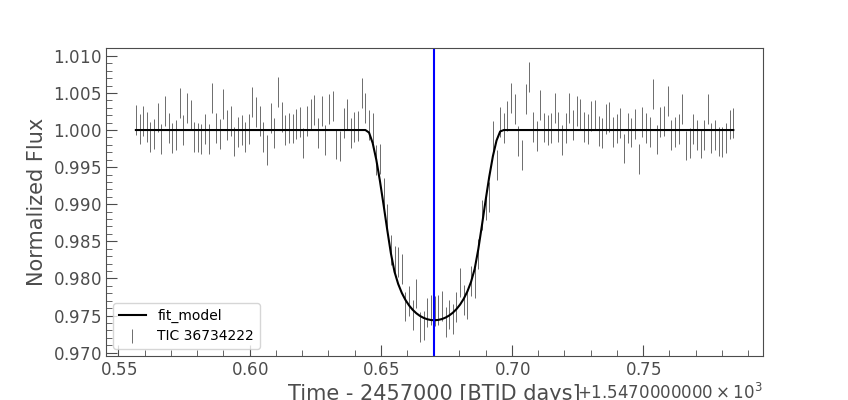 1.010
1.005
1.000
0.995
0.990
0.985
0.980
0.975
0.970
Normalized Flux
fit_model
TIC 36734222
0.55 0.60 0.65 0.70 0.75
Time - 2457000 [BTJD days]
+1.5470000000 × 10³